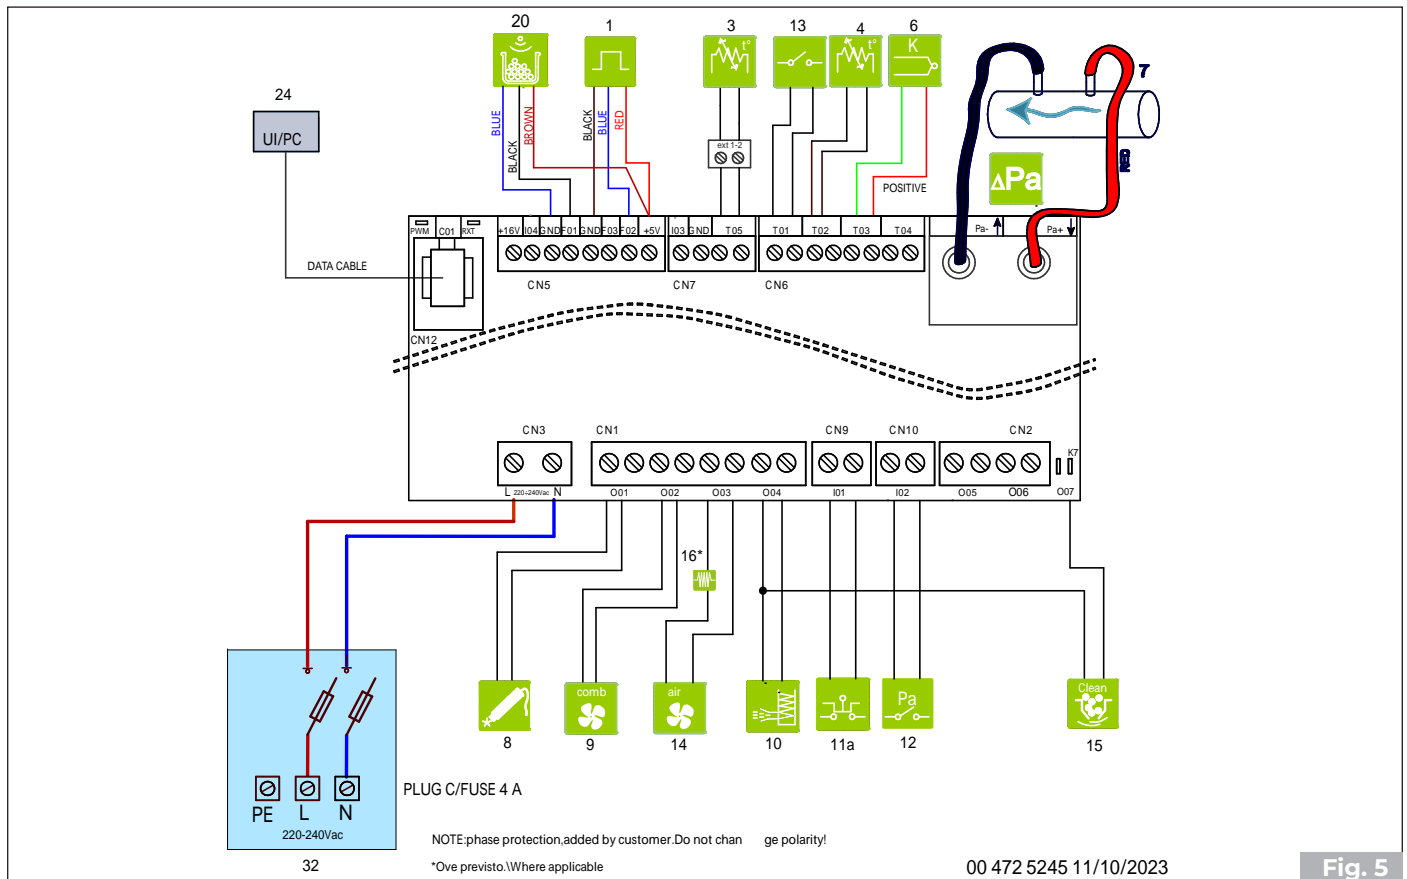 20
1
3
13
4
6
7
24
UI/PC
t°
t°
K
BLUE
BLACK
BROWN
BLACK
BLUE
RED
ext 1-2
POSITIVE
ΔPa
RED
DATA CABLE
PWM
C01
RXT
+16V
I04
GND
F01
GND
F03
F02
+5V
I03
GND
T05
T01
T02
T03
T04
Pa-
Pa+
CN5
CN7
CN6
CN12
CN3
CN1
CN9
CN10
CN2
K7
L
220÷240Vac
N
O01
O02
O03
O04
I01
I02
O05
O06
O07
16*
comb
air
Pa
Clean
8
9
14
10
11a
12
15
PE
L
N
220-240Vac
32
PLUG C/FUSE 4 A
NOTE:phase protection,added by customer.Do not chan ge polarity!
*Ove previsto.\Where applicable
00 472 5245 11/10/2023
Fig. 5